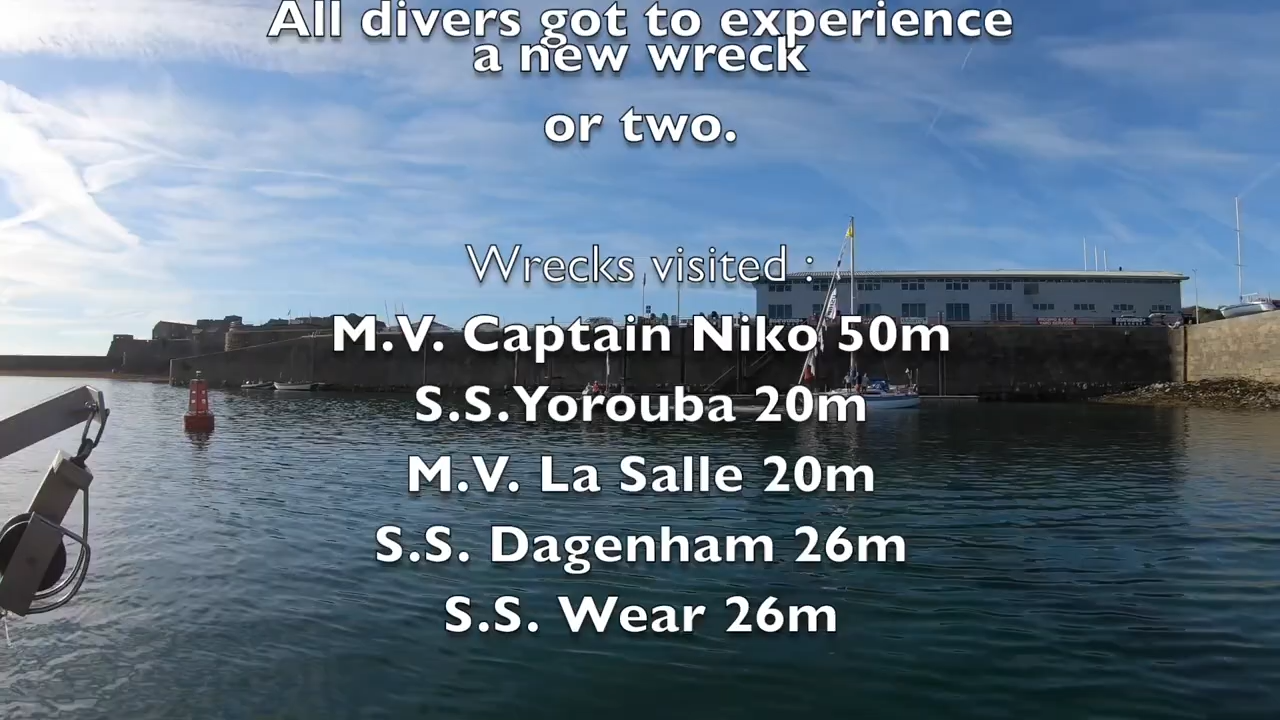 All divers got to experience
a new wreck
or two.
Wrecks visited :
M.V. Captain Niko 50m
S.S.Yorouba 20m
M.V. La Salle 20m
S.S. Dagenham 26m
S.S. Wear 26m